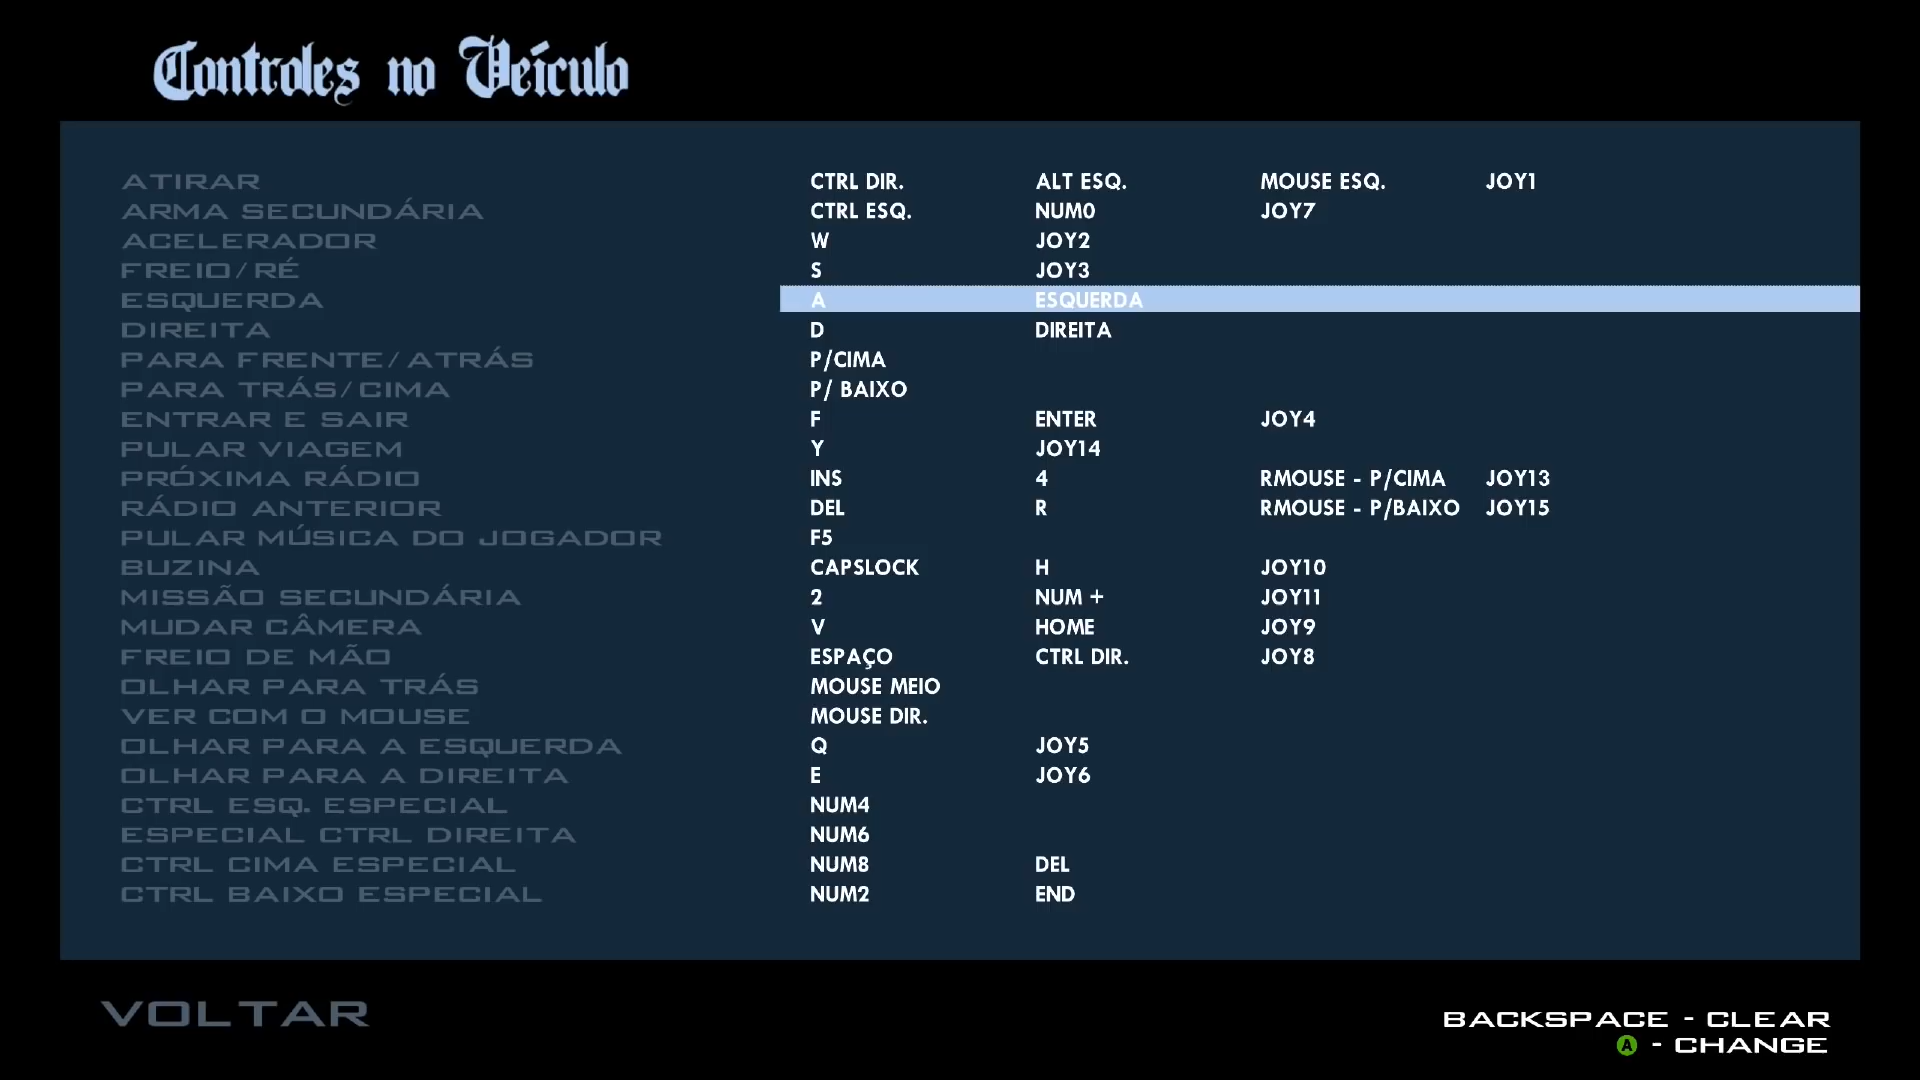 Controles no Veículo
ATIRAR CTRL DIR. ALT ESQ. MOUSE ESQ. JOY1
ARMA SECUNDÁRIA CTRL ESQ. NUM0 JOY7
ACELERADOR W JOY2
FREIO/RÉ S JOY3
ESQUERDA A ESQUERDA
DIREITA D DIREITA
PARA FRENTE/ATRÁS P/CIMA
PARA TRÁS/CIMA P/ BAIXO
ENTRAR E SAIR F ENTER JOY4
PULAR VIAGEM Y JOY14
PRÓXIMA RÁDIO INS 4 RMOUSE - P/CIMA JOY13
RÁDIO ANTERIOR DEL R RMOUSE - P/BAIXO JOY15
PULAR MÚSICA DO JOGADOR F5
BUZINA CAPSLOCK H JOY10
MISSÃO SECUNDÁRIA 2 NUM + JOY11
MUDAR CÂMERA V HOME JOY9
FREIO DE MÃO ESPAÇO CTRL DIR. JOY8
OLHAR PARA TRÁS MOUSE MEIO
VER COM O MOUSE MOUSE DIR.
OLHAR PARA A ESQUERDA Q JOY5
OLHAR PARA A DIREITA E JOY6
CTRL ESQ. ESPECIAL NUM4
ESPECIAL CTRL DIREITA NUM6
CTRL CIMA ESPECIAL NUM8 DEL
CTRL BAIXO ESPECIAL NUM2 END
VOLTAR
BACKSPACE - CLEAR
A - CHANGE